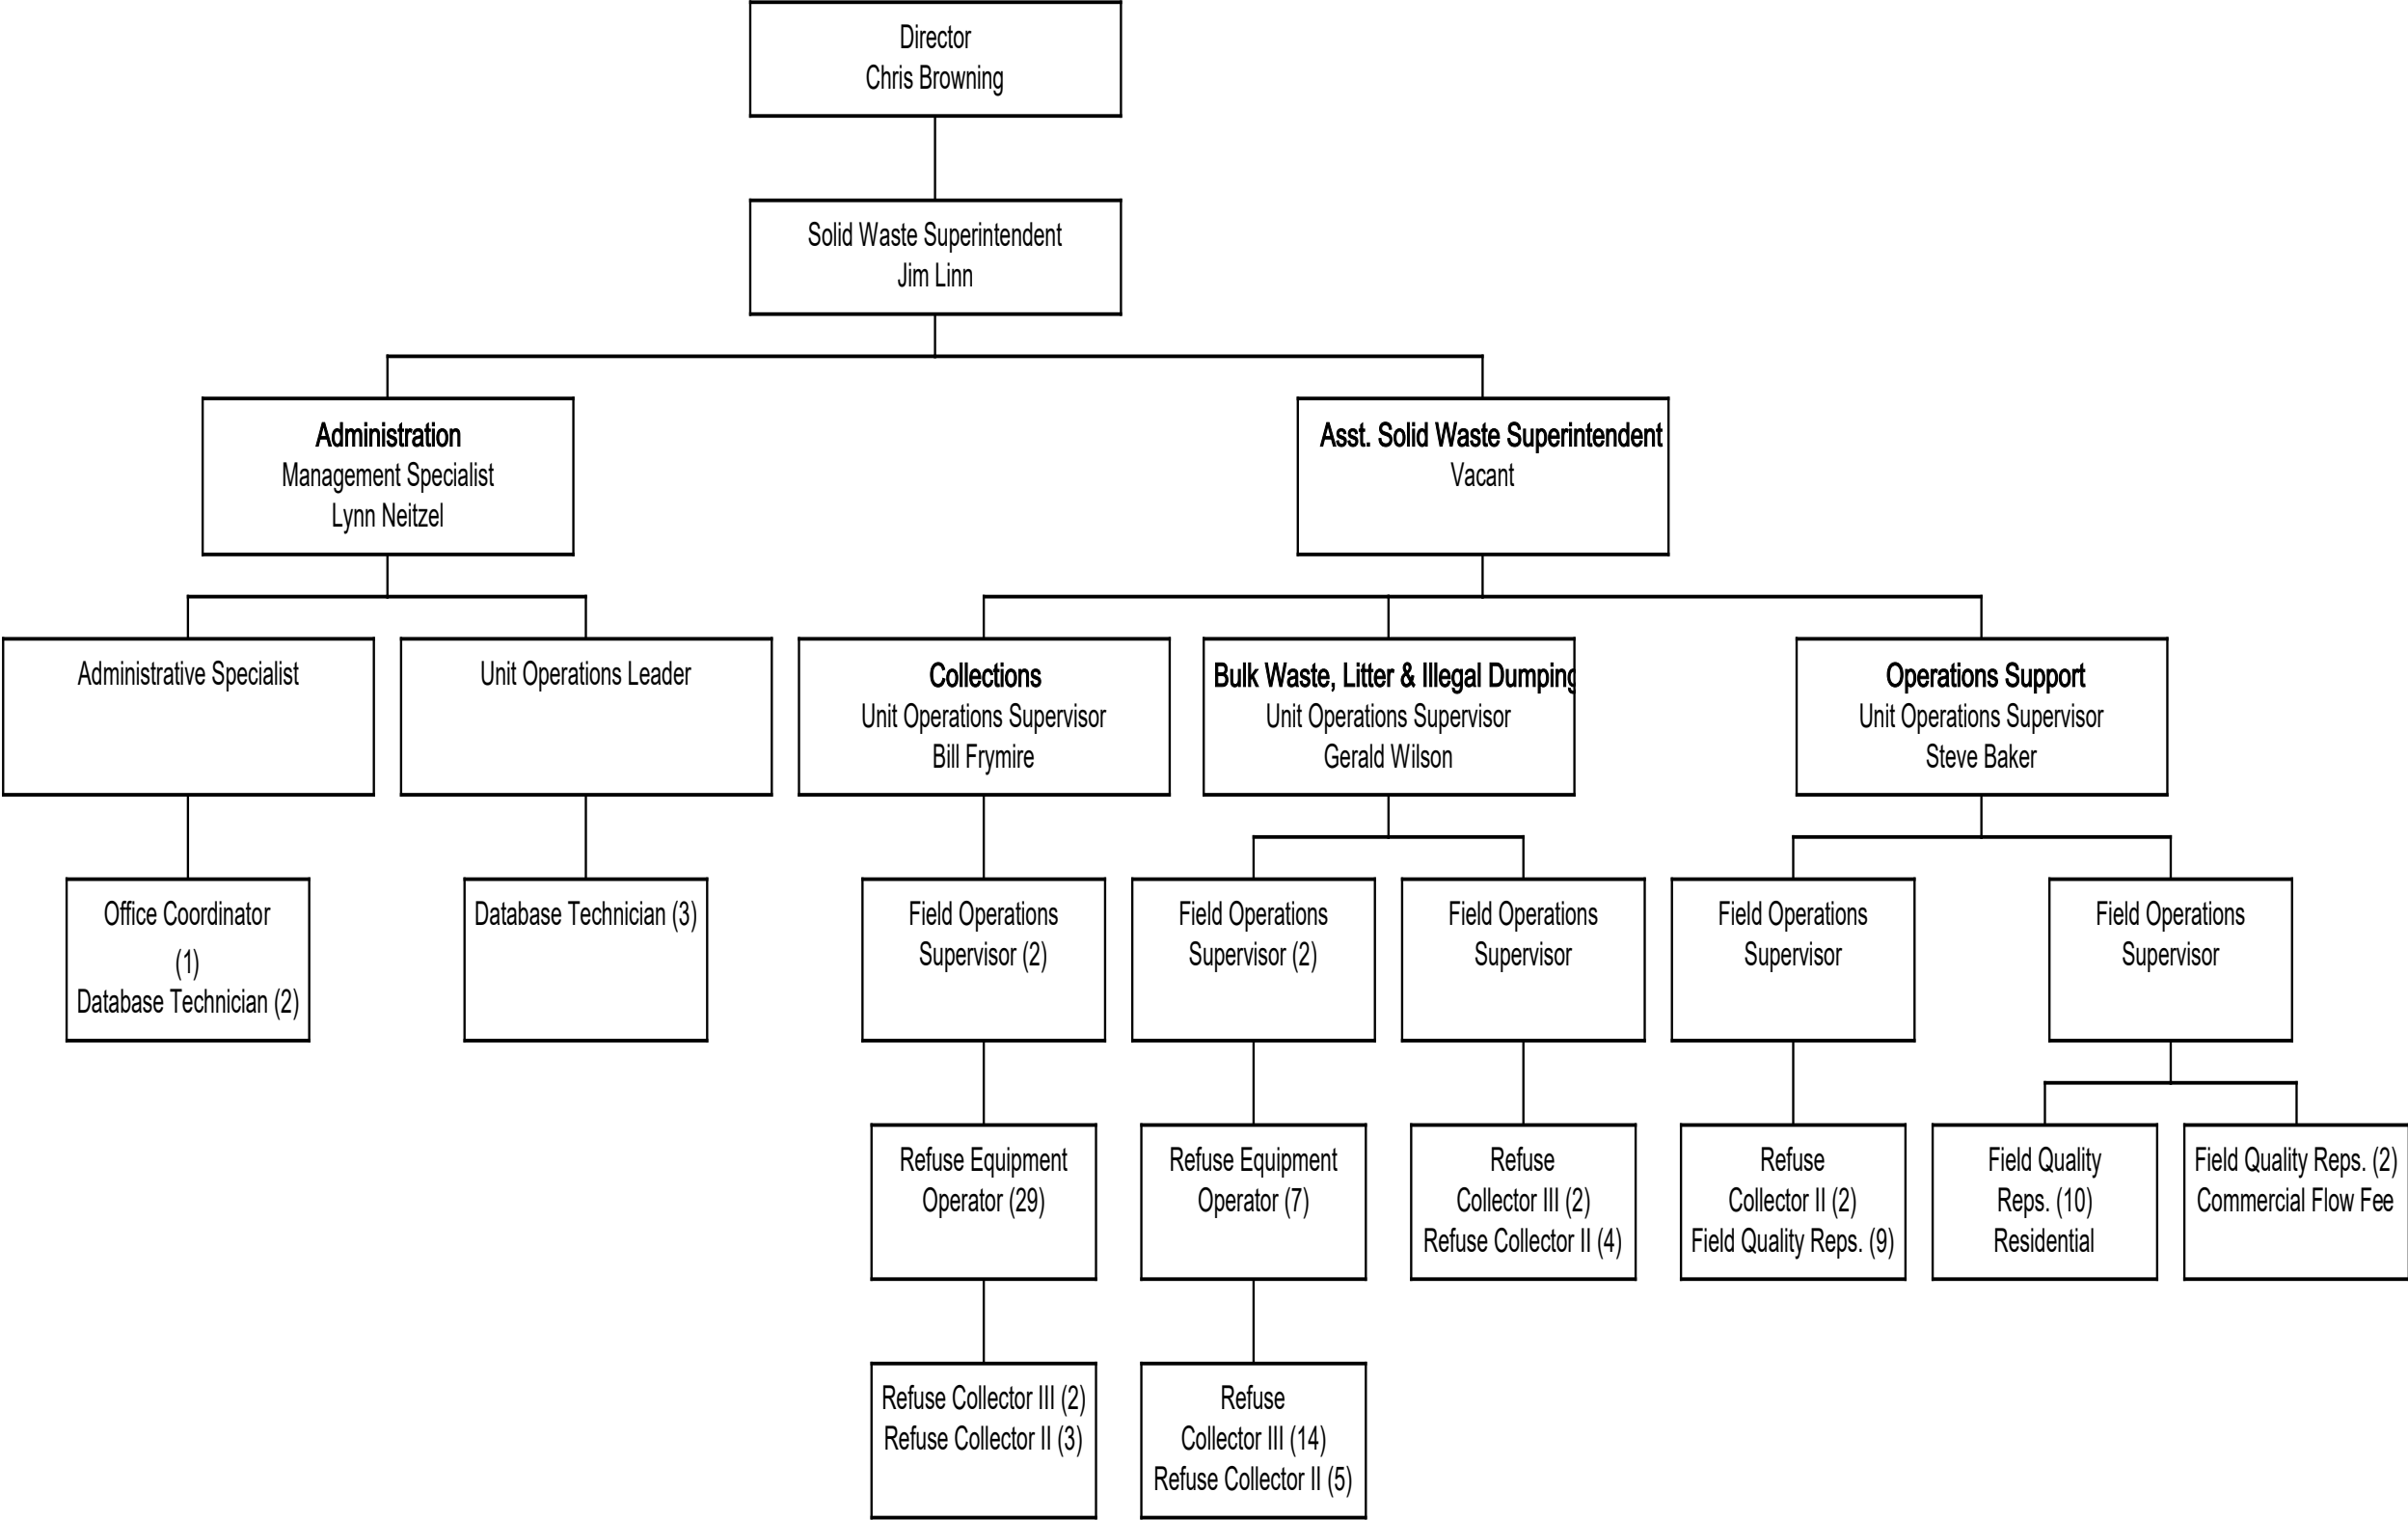 Director
Chris Browning
Solid Waste Superintendent
Jim Linn
Administration
Management Specialist
Lynn Neitzel
Asst. Solid Waste Superintendent
Vacant
Administrative Specialist
Unit Operations Leader
Collections
Unit Operations Supervisor
Bill Frymire
Bulk Waste, Litter & Illegal Dumping
Unit Operations Supervisor
Gerald Wilson
Operations Support
Unit Operations Supervisor
Steve Baker
Office Coordinator
(1)
Database Technician (2)
Database Technician (3)
Field Operations
Supervisor (2)
Field Operations
Supervisor (2)
Field Operations
Supervisor
Field Operations
Supervisor
Field Operations
Supervisor
Refuse Equipment
Operator (29)
Refuse Equipment
Operator (7)
Refuse
Collector III (2)
Refuse Collector II (4)
Refuse
Collector II (2)
Field Quality Reps. (9)
Field Quality
Reps. (10)
Residential
Field Quality Reps. (2)
Commercial Flow Fee
Refuse Collector III (2)
Refuse Collector II (3)
Refuse
Collector III (14)
Refuse Collector II (5)